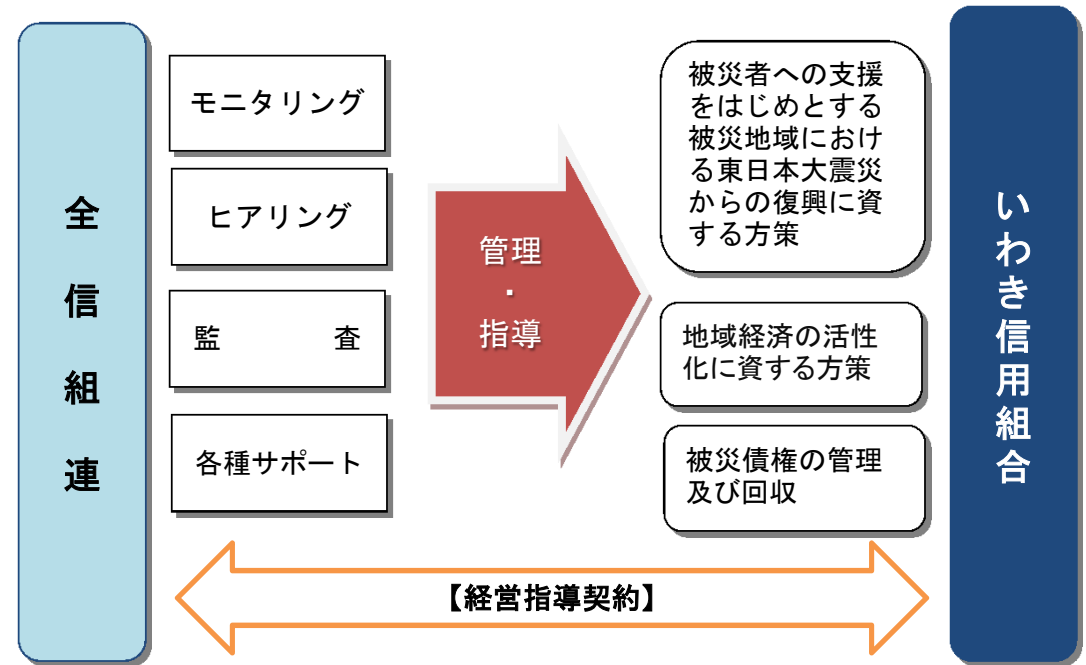 全信組連
モニタリング
ヒアリング
監　　　　査
各種サポート
管理
・
指導
被災者への支援
をはじめとする
被災地域におけ
る東日本大震災
からの復興に資
する方策
地域経済の活性
化に資する方策
被災債権の管理
及び回収
いわき信用組合
【経営指導契約】